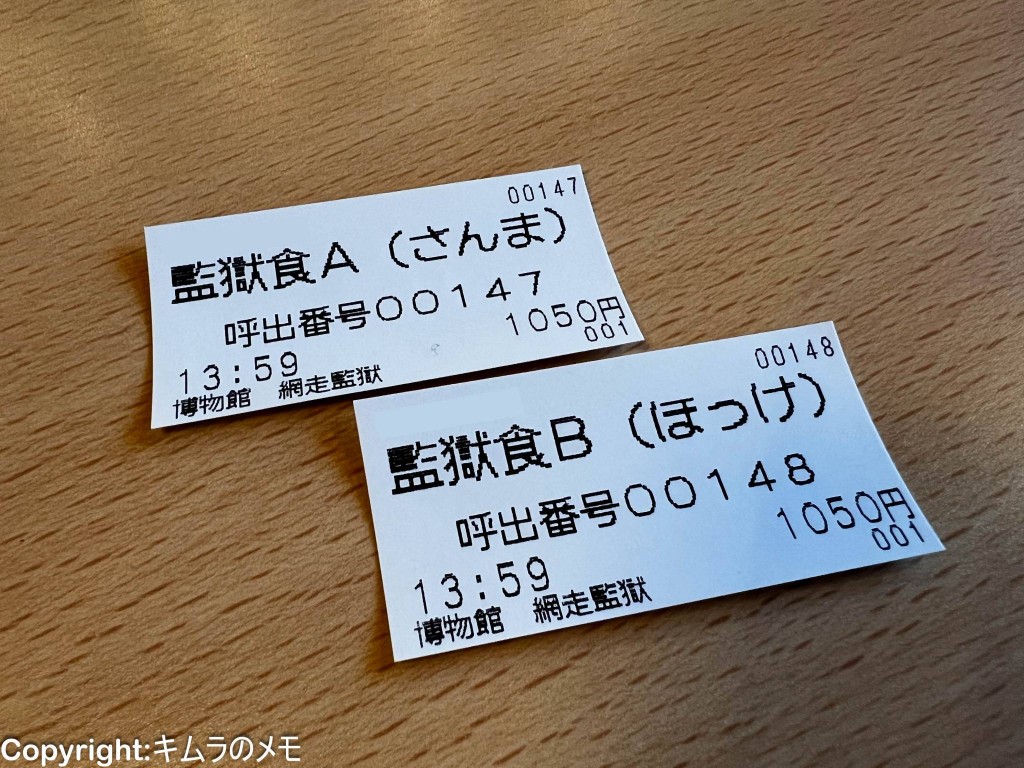 00147
監獄食A（さんま）
呼出番号00147
1050円
13:59
001
博物館 網走監獄
00148
監獄食B（ほっけ）
呼出番号00148
1050円
13:59
001
博物館 網走監獄
Copyright:キムラのメモ